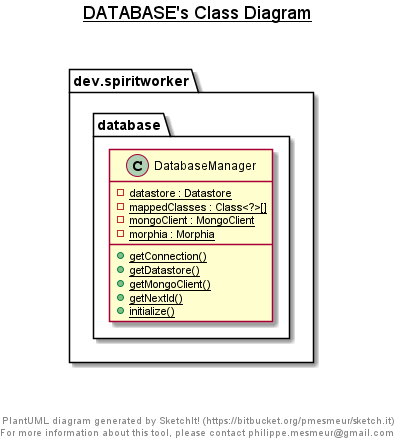 DATABASE's Class Diagram
dev.spiritworker
database
C DatabaseManager
datastore : Datastore
mappedClasses : Class<?>[]
mongoClient : MongoClient
morphia : Morphia
getConnection()
getDatastore()
getMongoClient()
getNextId()
initialize()
PlantUML diagram generated by SketchIt! (https://bitbucket.org/pmesmeur/sketch.it)
For more information about this tool, please contact philippe.mesmeur@gmail.com